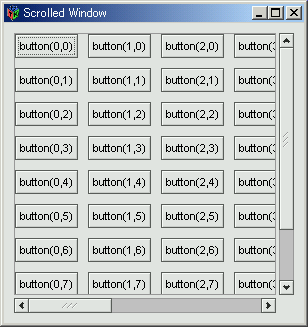 Scrolled Window
button(0,0) button(1,0) button(2,0) button(3
button(0,1) button(1,1) button(2,1) button(3
button(0,2) button(1,2) button(2,2) button(3
button(0,3) button(1,3) button(2,3) button(3
button(0,4) button(1,4) button(2,4) button(3
button(0,5) button(1,5) button(2,5) button(3
button(0,6) button(1,6) button(2,6) button(3
button(0,7) button(1,7) button(2,7) button(3